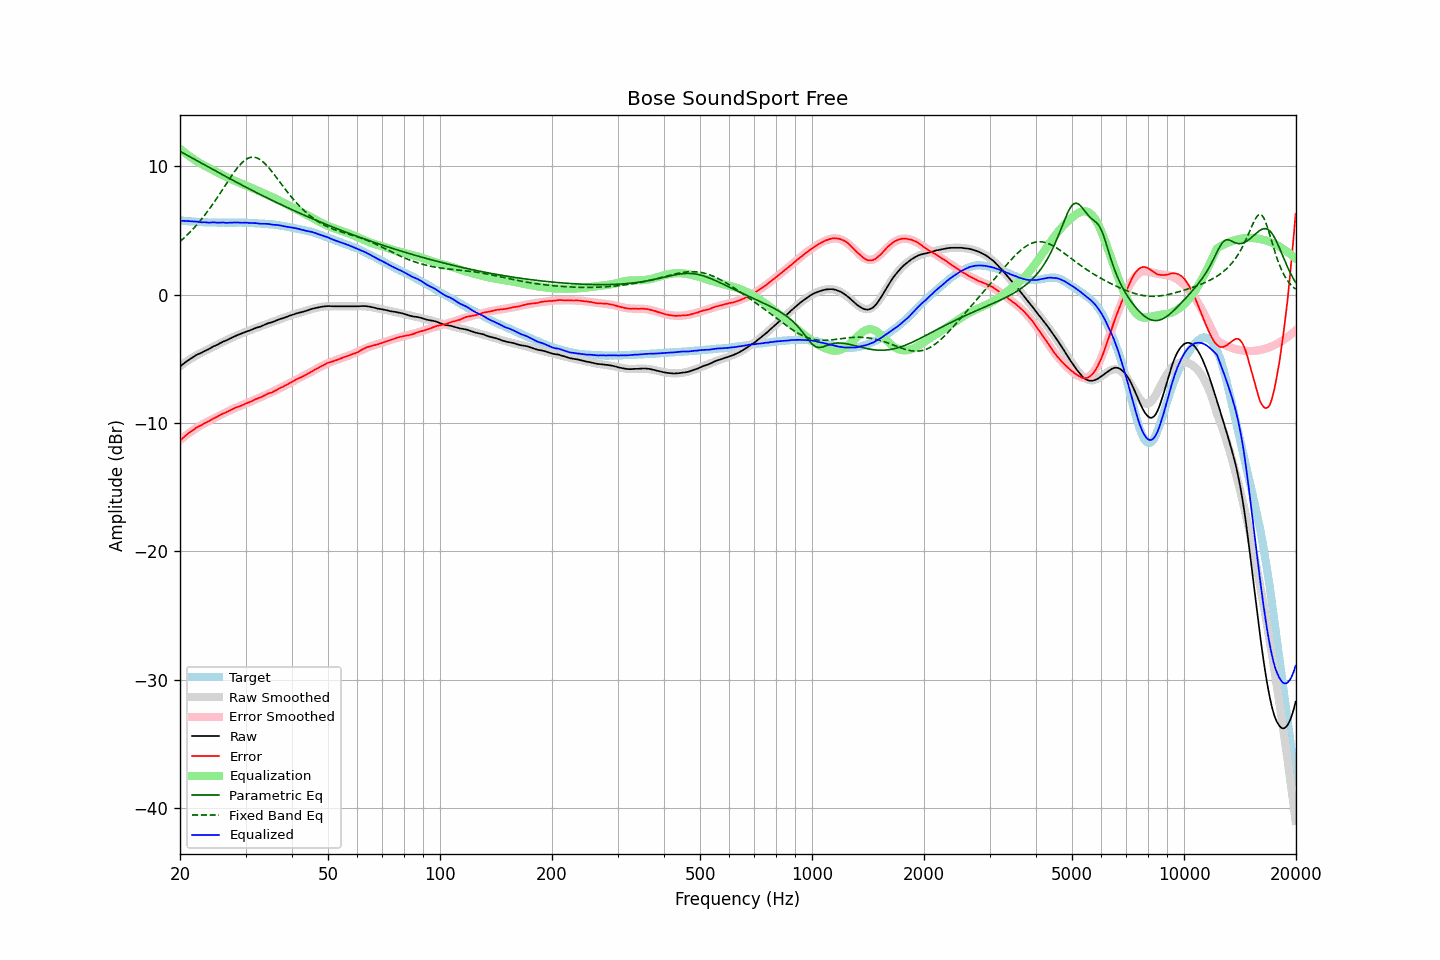 Bose SoundSport Free
Amplitude (dBr)
10
0
−10
−20
−30
−40
Target
Raw Smoothed
Error Smoothed
Raw
Error
Equalization
Parametric Eq
Fixed Band Eq
Equalized
20 50 100 200 500 1000 2000 5000 10000 20000
Frequency (Hz)